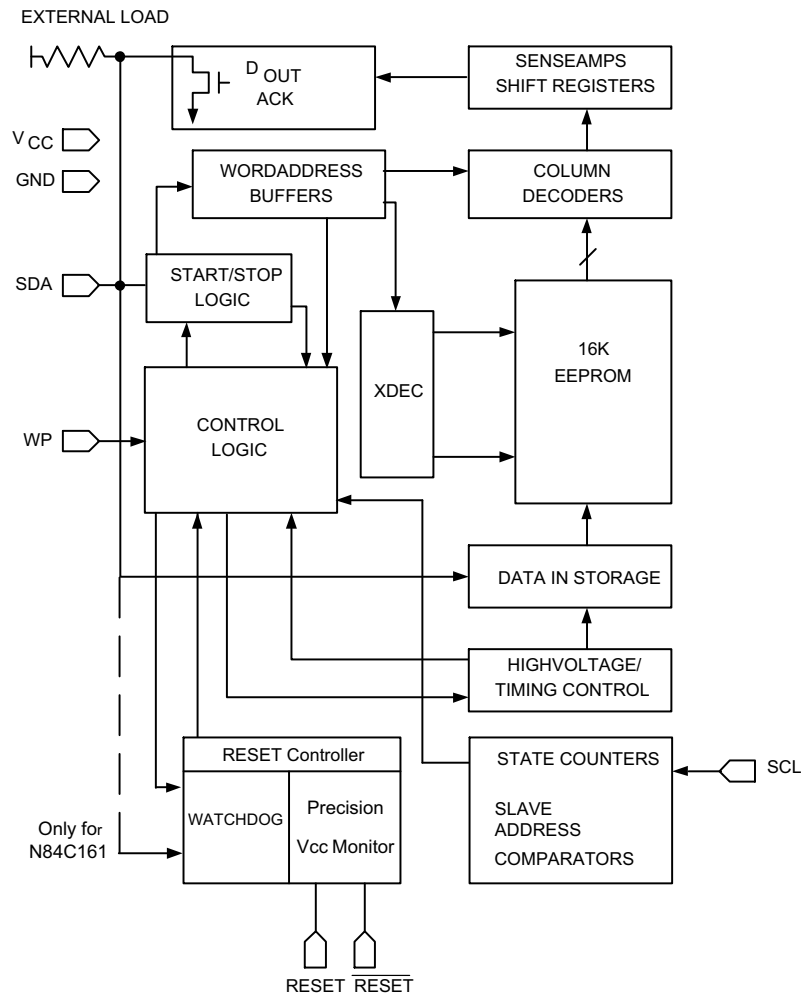 EXTERNAL LOAD
D OUT
ACK
SENSEAMPS
SHIFT REGISTERS
V CC
GND
WORDADDRESS
BUFFERS
COLUMN
DECODERS
SDA
START/STOP
LOGIC
XDEC
16K
EEPROM
WP
CONTROL
LOGIC
DATA IN STORAGE
HIGHVOLTAGE/
TIMING CONTROL
RESET Controller
WATCHDOG
Precision
Vcc Monitor
STATE COUNTERS
SLAVE
ADDRESS
COMPARATORS
SCL
Only for
N84C161
RESET RESET